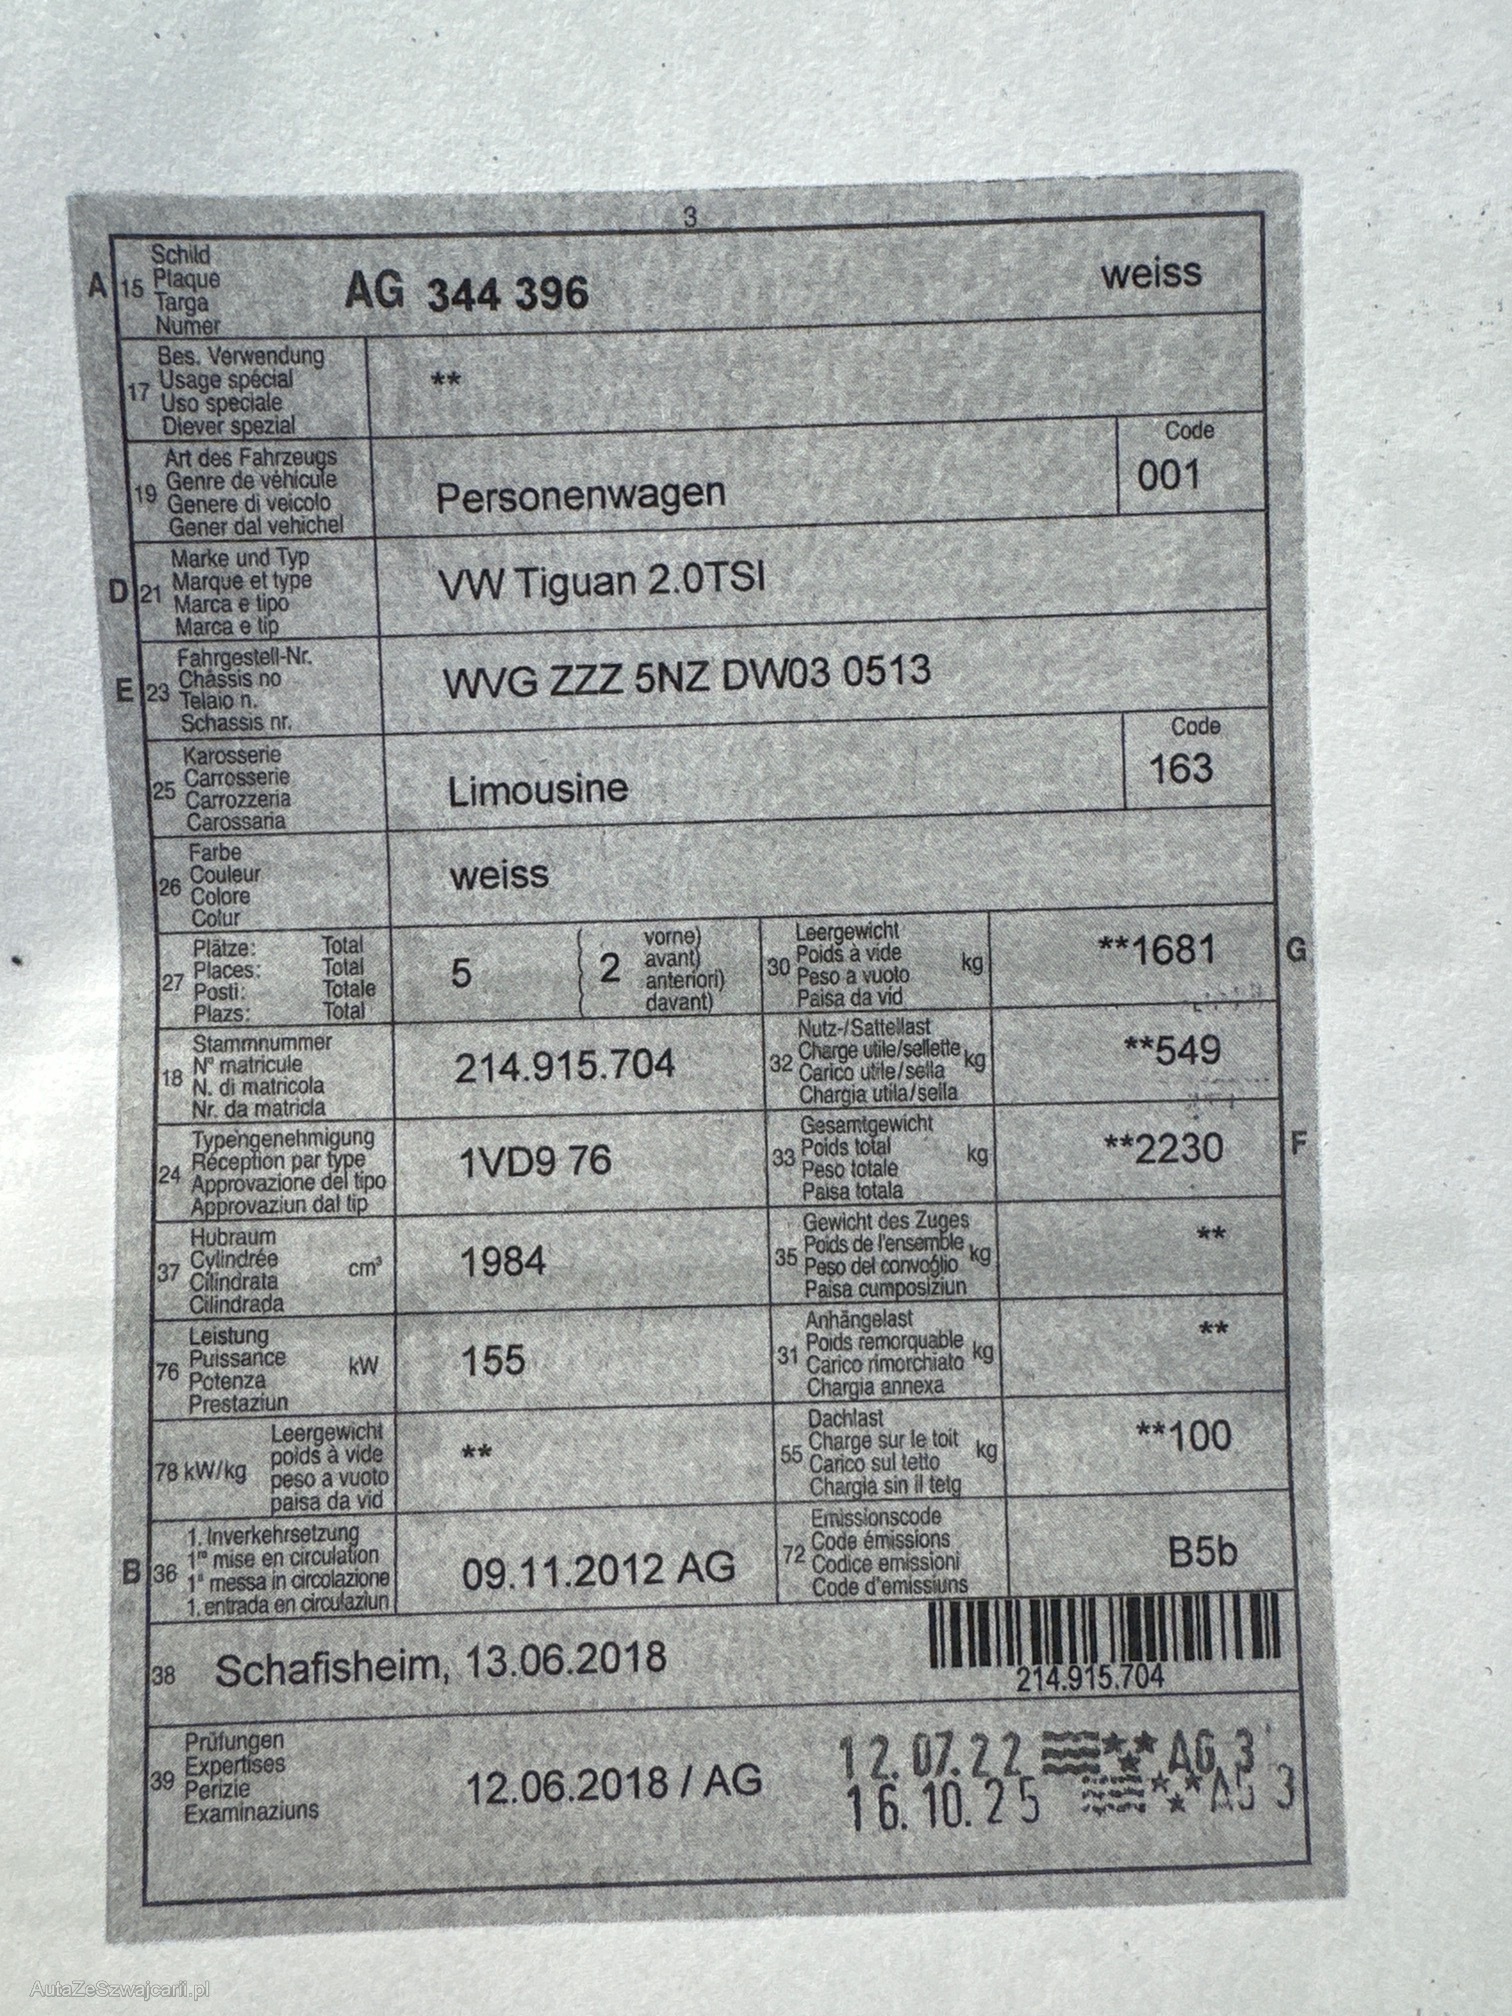 3
A 15 Schild Plaque Targa Numer AG 344 396 weiss
17 Bes. Verwendung Usage spécial Uso speciale Diever spezial **
19 Art des Fahrzeugs Genre de véhicule Genere di veicolo Gener dal vehichel Personenwagen Code 001
D 21 Marke und Typ Marque et type Marca e tipo Marca e tip VW Tiguan 2.0TSI
E 23 Fahrgestell-Nr. Châssis no Telaio n. Schassis nr. WVG ZZZ 5NZ DW03 0513
25 Karosserie Carrosserie Carrozzeria Carossaria Limousine Code 163
26 Farbe Couleur Colore Colur weiss
27 Plätze: Total Places: Total Posti: Totale Plazs: Total 5 ( 2 vorne) avant) anteriori) davant)
30 Leergewicht Poids à vide Peso a vuoto Paisa da vid kg **1681 G
18 Stammnummer N° matricule N. di matricola Nr. da matricla 214.915.704
32 Nutz-/Sattellast Charge utile/sellette Carico utile/sella Chargia utila/sella kg **549
24 Typengenehmigung Réception par type Approvazione del tipo Approvaziun dal tip 1VD9 76
33 Gesamtgewicht Poids total Peso totale Paisa totala kg **2230 F
37 Hubraum Cylindrée Cilindrata Cilindrada cm³ 1984
35 Gewicht des Zuges Poids de l'ensemble Peso del convoglio Paisa cumposiziun kg **
76 Leistung Puissance Potenza Prestaziun kW 155
31 Anhängelast Poids remorquable Carico rimorchiato Chargia annexa kg **
78 kW/kg Leergewicht poids à vide peso a vuoto paisa da vid **
55 Dachlast Charge sur le toit Carico sul tetto Chargia sin il tetg kg **100
B 36 1. Inverkehrsetzung 1re mise en circulation 1a messa in circolazione 1. entrada en circulaziun 09.11.2012 AG
72 Emissionscode Code émissions Codice emissioni Code d'emissiuns B5b
38 Schafisheim, 13.06.2018
214.915.704
39 Prüfungen Expertises Perizie Examinaziuns 12.06.2018 / AG
12.07.22 AG 3
16.10.25 AG 3
AutaZeSzwajcarii.pl